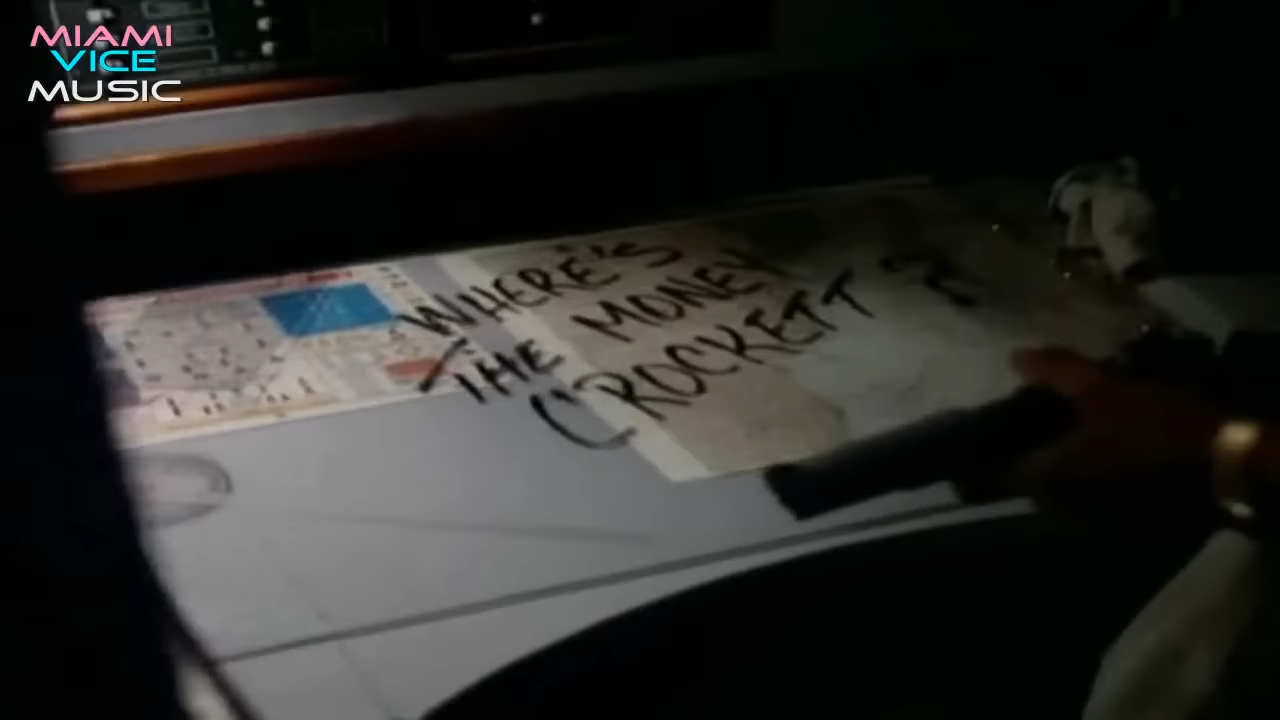 MIAMI
VICE
MUSIC
WHERE'S
THE MONEY
CROCKETT ?